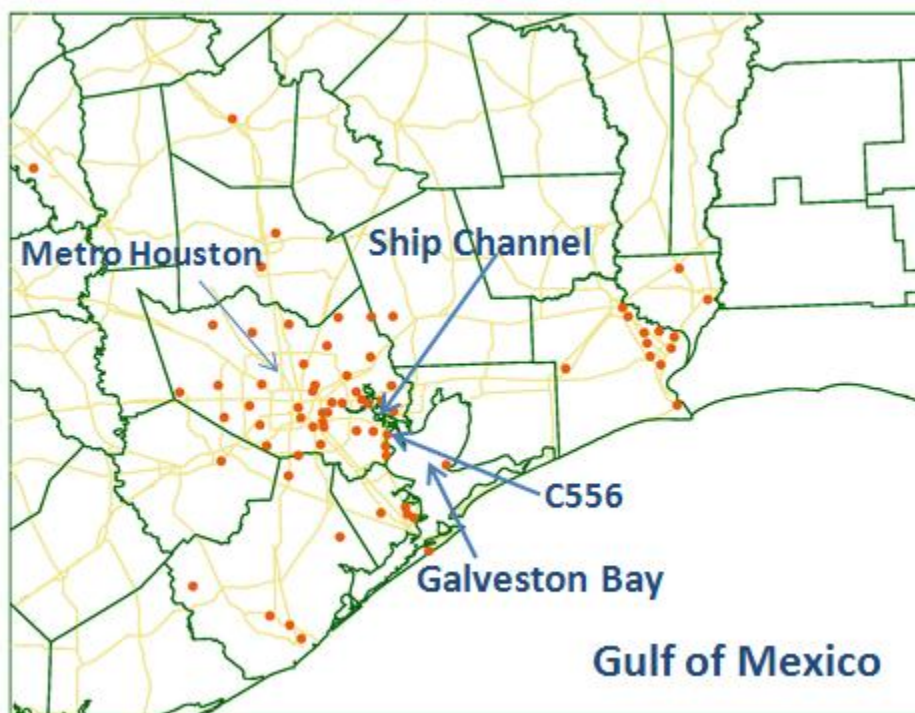 Metro Houston
Ship Channel
C556
Galveston Bay
Gulf of Mexico